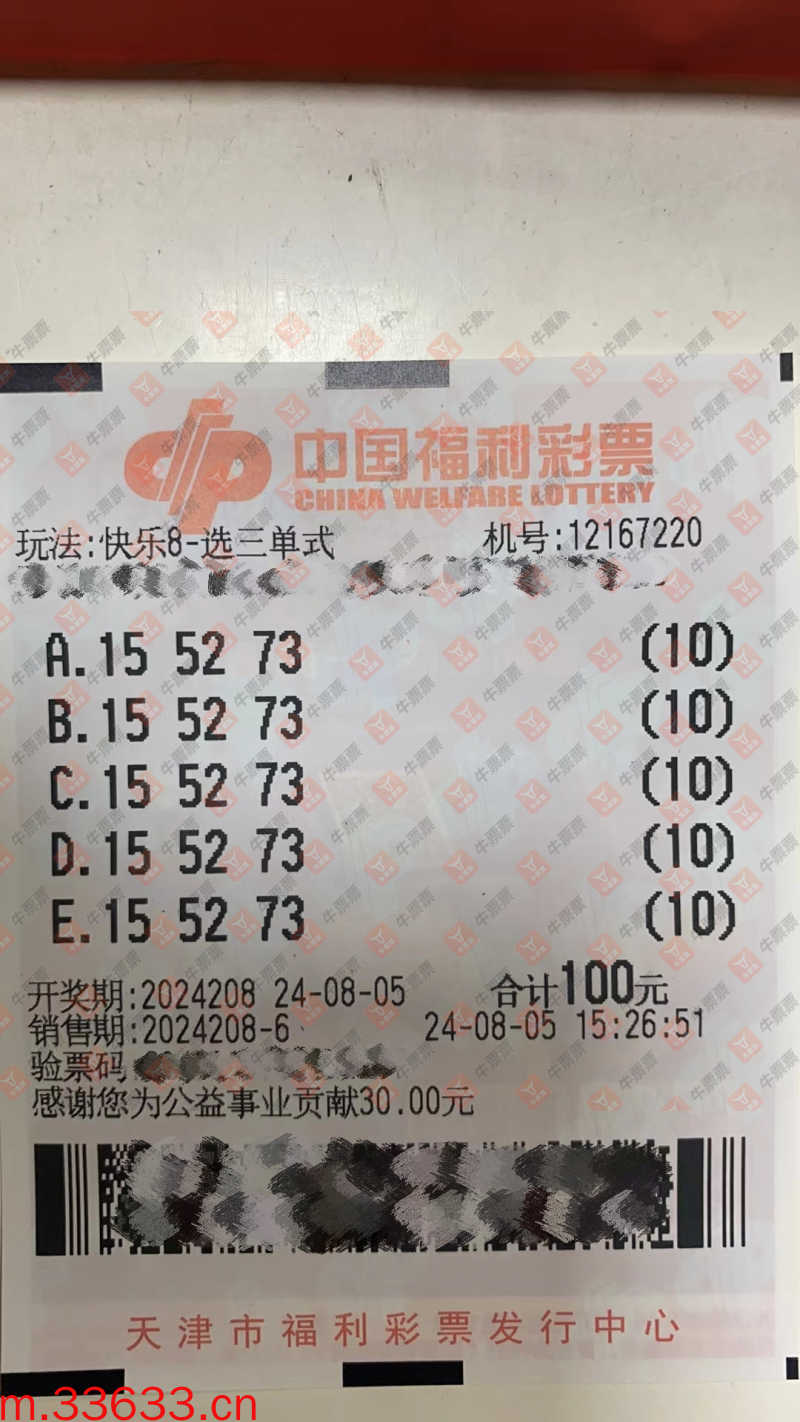 中国福利彩票
CHINA WELFARE LOTTERY
玩法:快乐8-选三单式 机号:12167220
A.15 52 73 (10)
B.15 52 73 (10)
C.15 52 73 (10)
D.15 52 73 (10)
E.15 52 73 (10)
开奖期:2024208 24-08-05 合计100元
销售期:2024208-6 24-08-05 15:26:51
验票码
感谢您为公益事业贡献30.00元
天津市福利彩票发行中心
m.33633.cn
牛票票